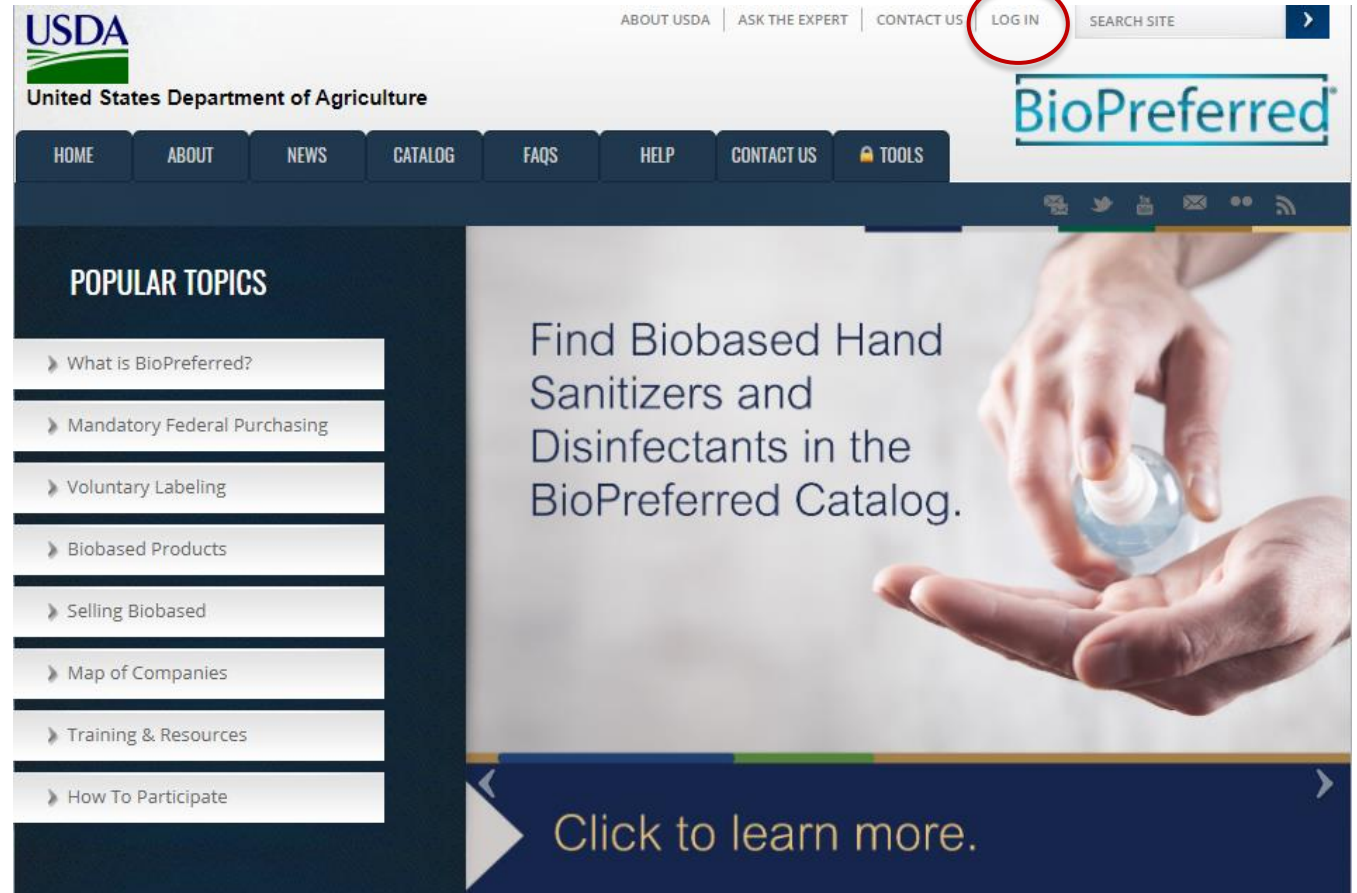 USDA
United States Department of Agriculture
ABOUT USDA | ASK THE EXPERT | CONTACT US | LOG IN
SEARCH SITE
BioPreferred®
HOME ABOUT NEWS CATALOG FAQS HELP CONTACT US TOOLS
POPULAR TOPICS
What is BioPreferred?
Mandatory Federal Purchasing
Voluntary Labeling
Biobased Products
Selling Biobased
Map of Companies
Training & Resources
How To Participate
Find Biobased Hand
Sanitizers and
Disinfectants in the
BioPreferred Catalog.
Click to learn more.